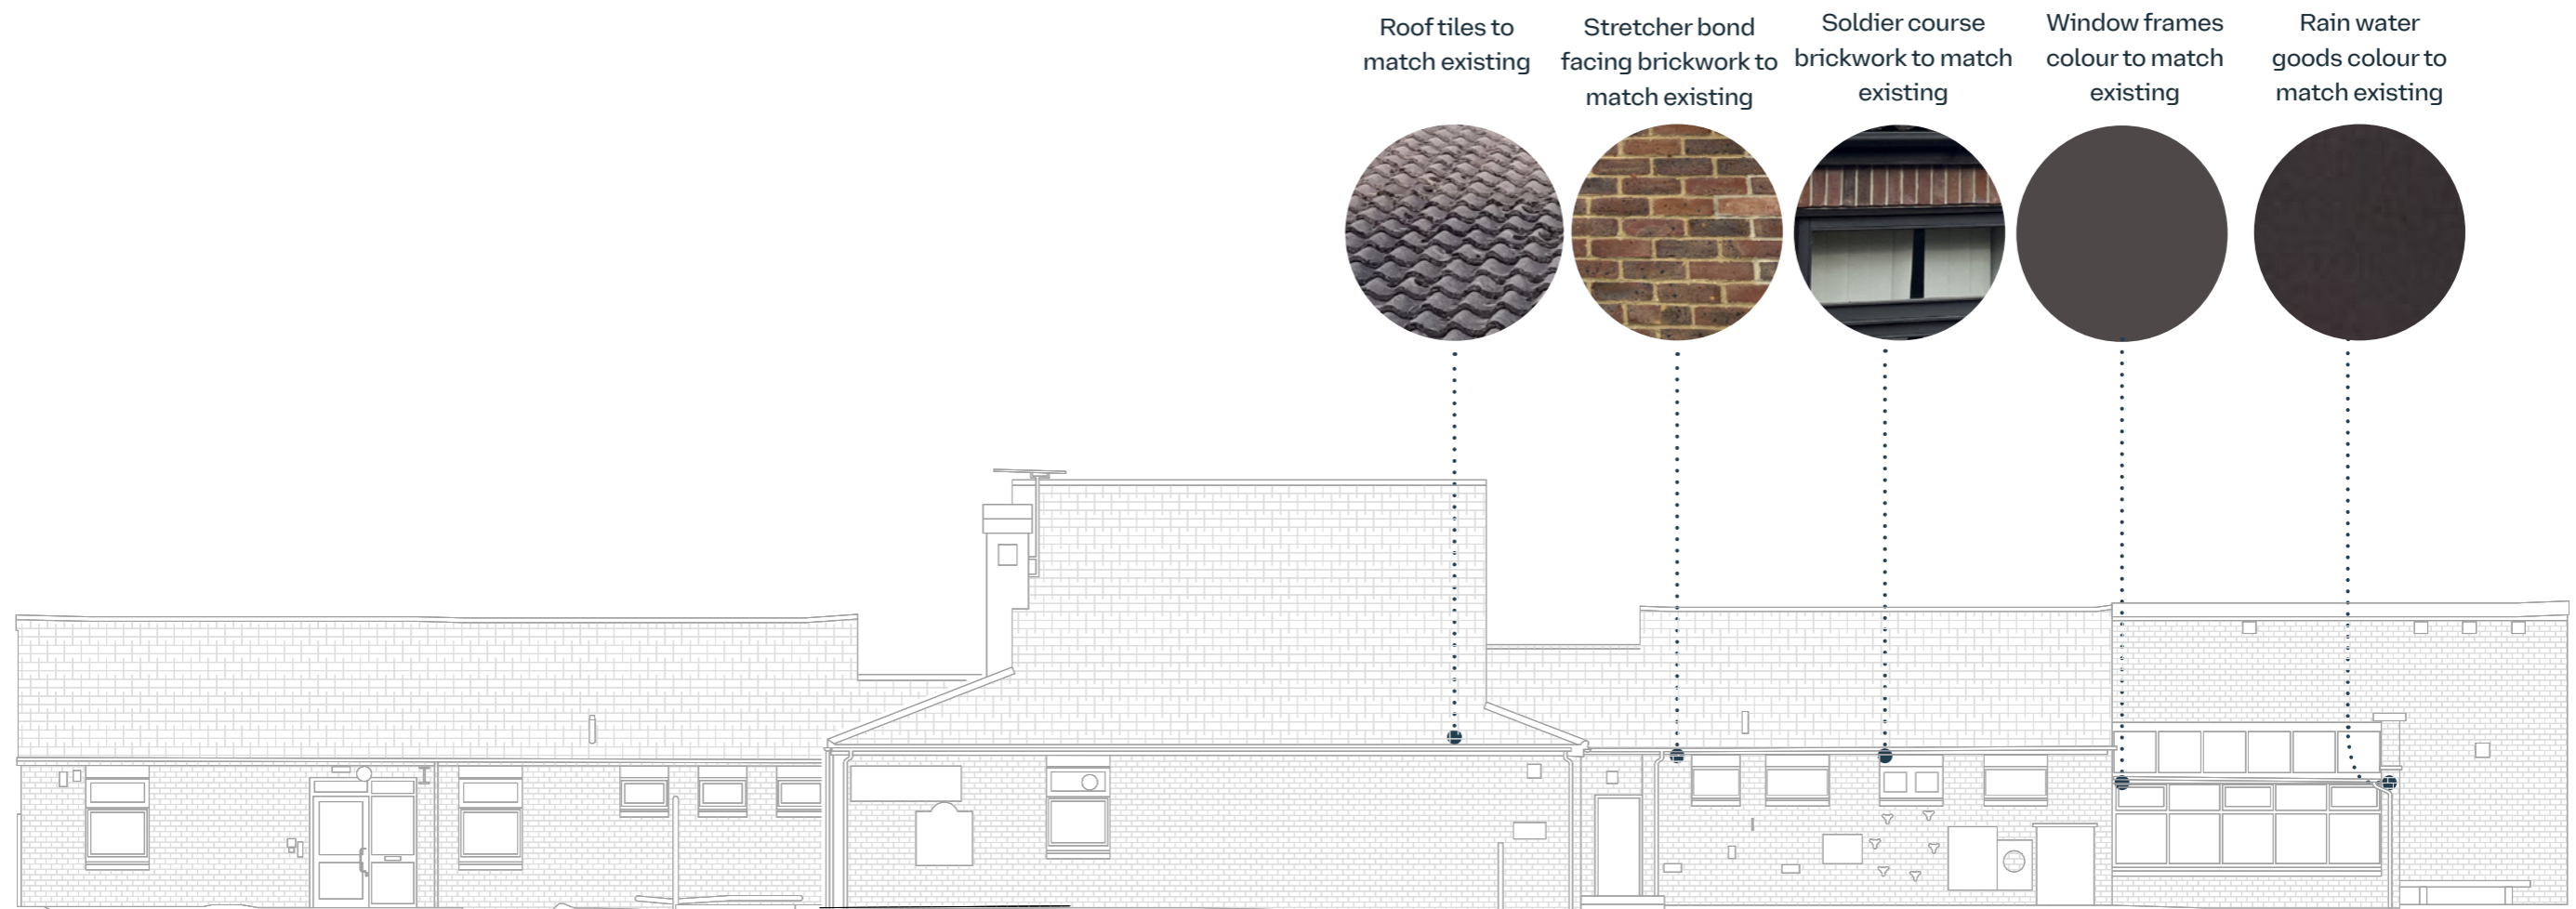 Roof tiles to
match existing
Stretcher bond
facing brickwork to
match existing
Soldier course
brickwork to match
existing
Window frames
colour to match
existing
Rain water
goods colour to
match existing